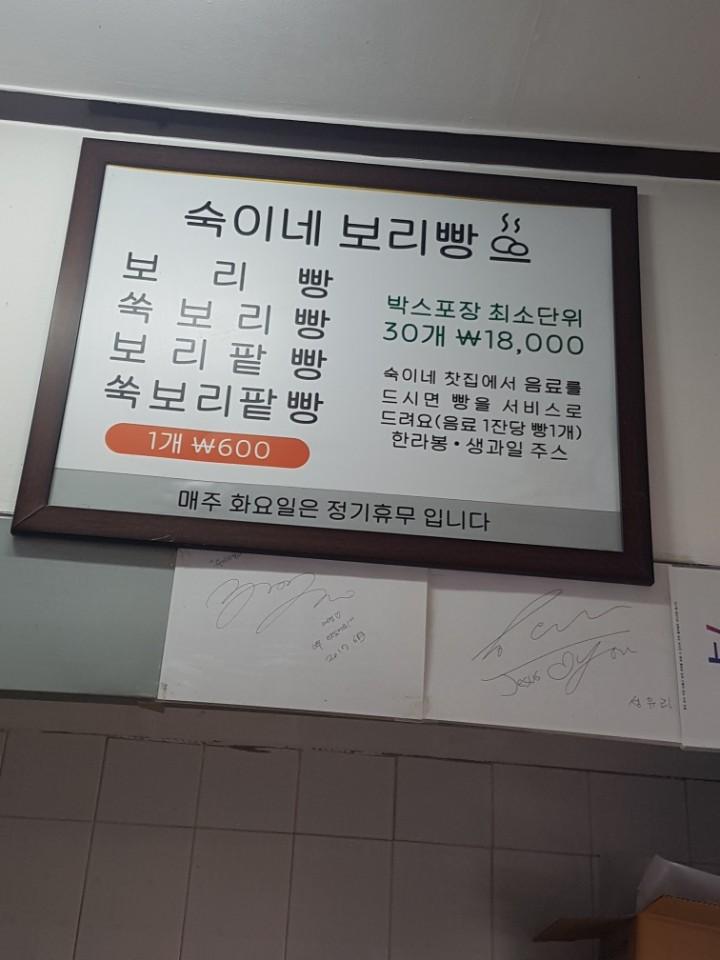 숙이네 보리빵
보 리 빵
쑥 보 리 빵
보 리 팥 빵
쑥보리팥빵
1개 ₩600
박스포장 최소단위
30개 ₩18,000
숙이네 찻집에서 음료를
드시면 빵을 서비스로
드려요(음료 1잔당 빵1개)
한라봉•생과일 주스
매주 화요일은 정기휴무 입니다
2017
Jesus ♡ You
성유리